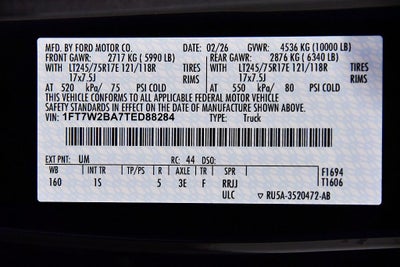 MFD. BY FORD MOTOR CO. 02/26 GVWR: 4536 KG (10000 LB)
FRONT GAWR: 2717 KG (5990 LB) REAR GAWR: 2876 KG (6340 LB)
WITH TIRES RIMS LT245/75R17E 121/118R 17x7.5J WITH TIRES RIMS LT245/75R17E 121/118R 17x7.5J
AT 520 kPa/ 75 PSI COLD AT 550 kPa/ 80 PSI COLD
THIS VEHICLE CONFORMS TO ALL APPLICABLE FEDERAL MOTOR VEHICLE
SAFETY STANDARDS IN EFFECT ON THE DATE OF MANUFACTURE SHOWN ABOVE.
VIN: 1FT7W2BA7TED88284 TYPE: Truck
EXT PNT: UM RC: 44 DSO: F1694
WB INT TR TP/PS R AXLE TR SPR T1606
160 1S 5 3E F RRJJ
ULC RU5A-3520472-AB